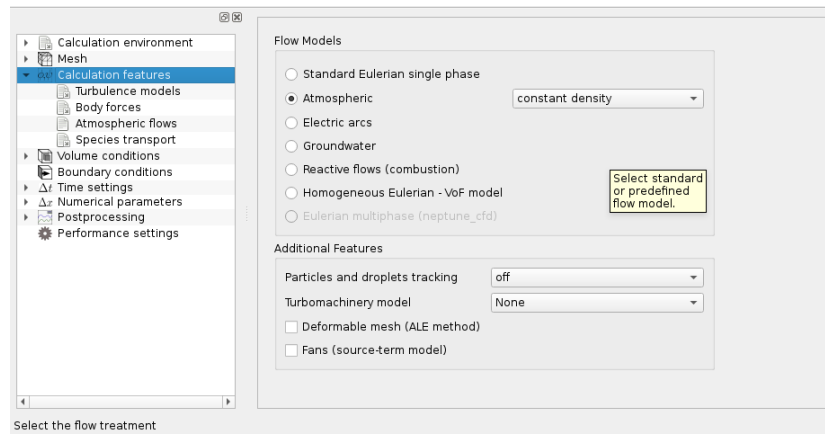 Calculation environment
Mesh
Calculation features
Turbulence models
Body forces
Atmospheric flows
Species transport
Volume conditions
Boundary conditions
Δt Time settings
Δx Numerical parameters
Postprocessing
Performance settings
Flow Models
Standard Eulerian single phase
Atmospheric constant density
Electric arcs
Groundwater
Reactive flows (combustion)
Homogeneous Eulerian - VoF model
Eulerian multiphase (neptune_cfd)
Select standard
or predefined
flow model.
Additional Features
Particles and droplets tracking off
Turbomachinery model None
Deformable mesh (ALE method)
Fans (source-term model)
Select the flow treatment